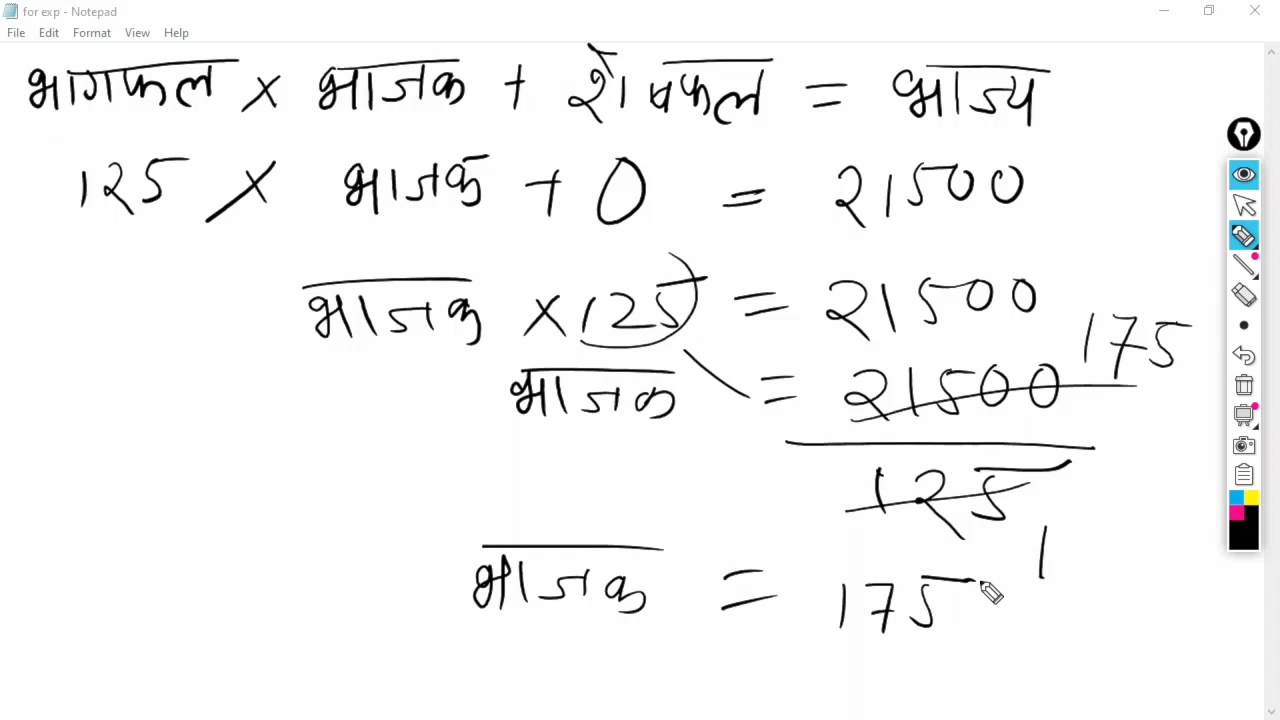 for exp - Notepad
File Edit Format View Help
भागफल × भाजक + शेषफल = भाज्य
125 × भाजक + 0 = 21500
भाजक × 125 = 21500
175
भाजक = 21500
125
1
भाजक = 175